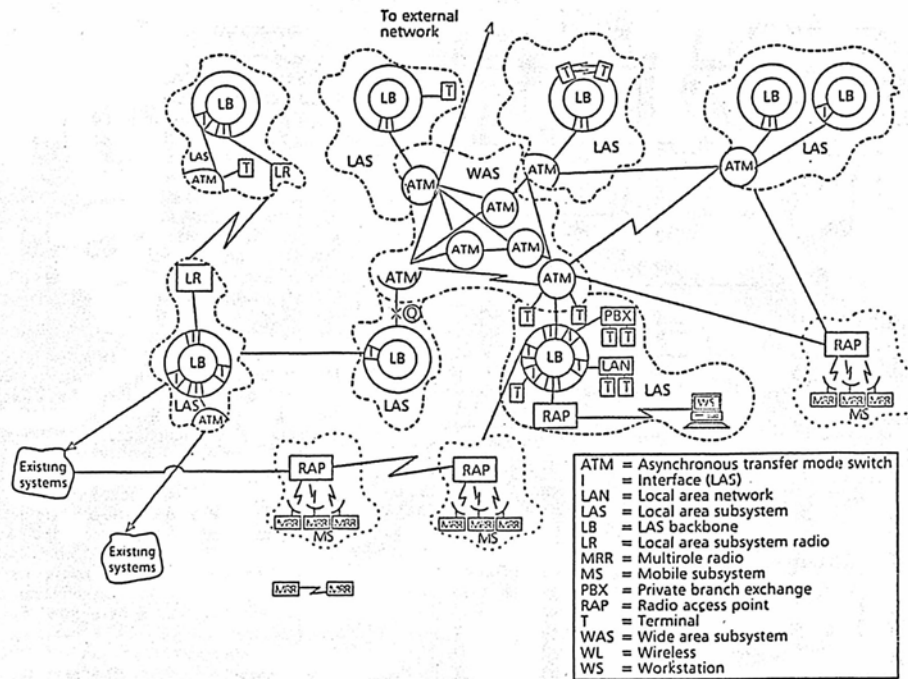 To external
network
LB
T
LAS
ATM
T
LR
LB
T
LAS
ATM
T
T
LB
LAS
ATM
LB
LB
LAS
ATM
WAS
ATM
ATM
ATM
ATM
ATM
LR
LB
LAS
ATM
Q
LB
LAS
T
T
PBX
T
T
LB
LAN
T
T
LAS
T
RAP
WS
RAP
MRR
MRR
MRR
MS
Existing
systems
RAP
MRR
MRR
MRR
MS
RAP
MRR
MRR
MRR
MS
Existing
systems
MRR
MRR
ATM = Asynchronous transfer mode switch
I = Interface (LAS)
LAN = Local area network
LAS = Local area subsystem
LB = LAS backbone
LR = Local area subsystem radio
MRR = Multirole radio
MS = Mobile subsystem
PBX = Private branch exchange
RAP = Radio access point
T = Terminal
WAS = Wide area subsystem
WL = Wireless
WS = Workstation